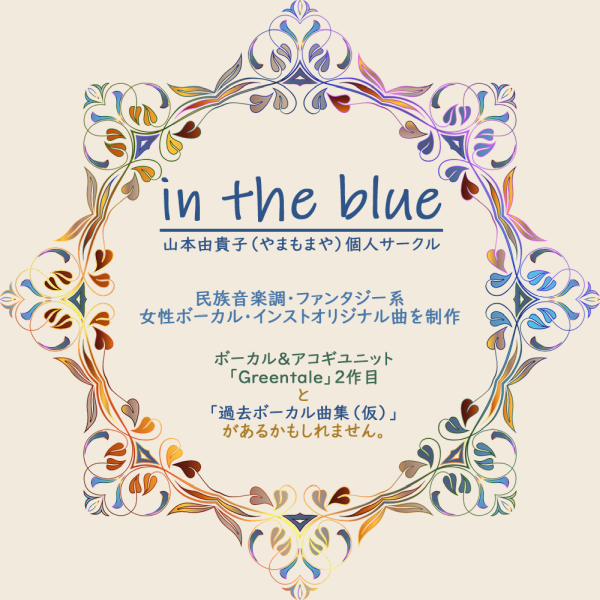 in the blue
山本由貴子(やまもまや)個人サークル
民族音楽調・ファンタジー系
女性ボーカル・インストオリジナル曲を制作
ボーカル&アコギユニット
「Greentale」2作目
と
「過去ボーカル曲集(仮)」
があるかもしれません。